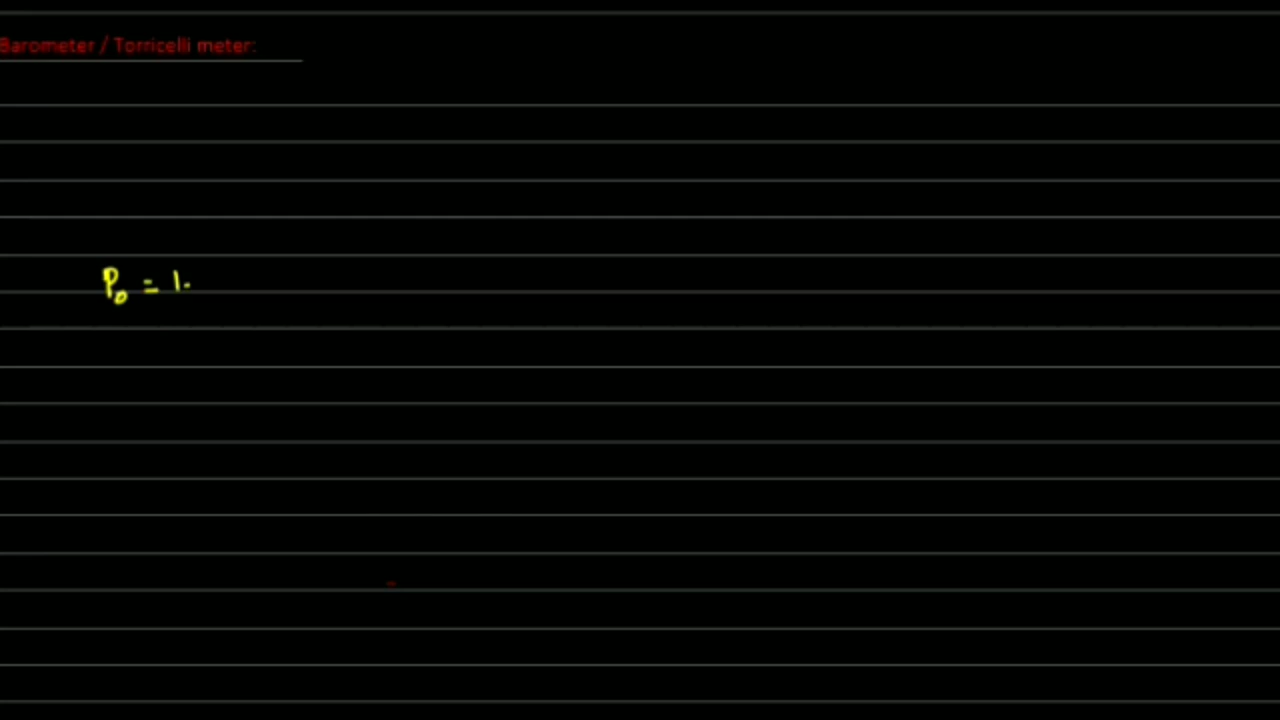 Barometer / Torricelli meter:
P₀ = 1.